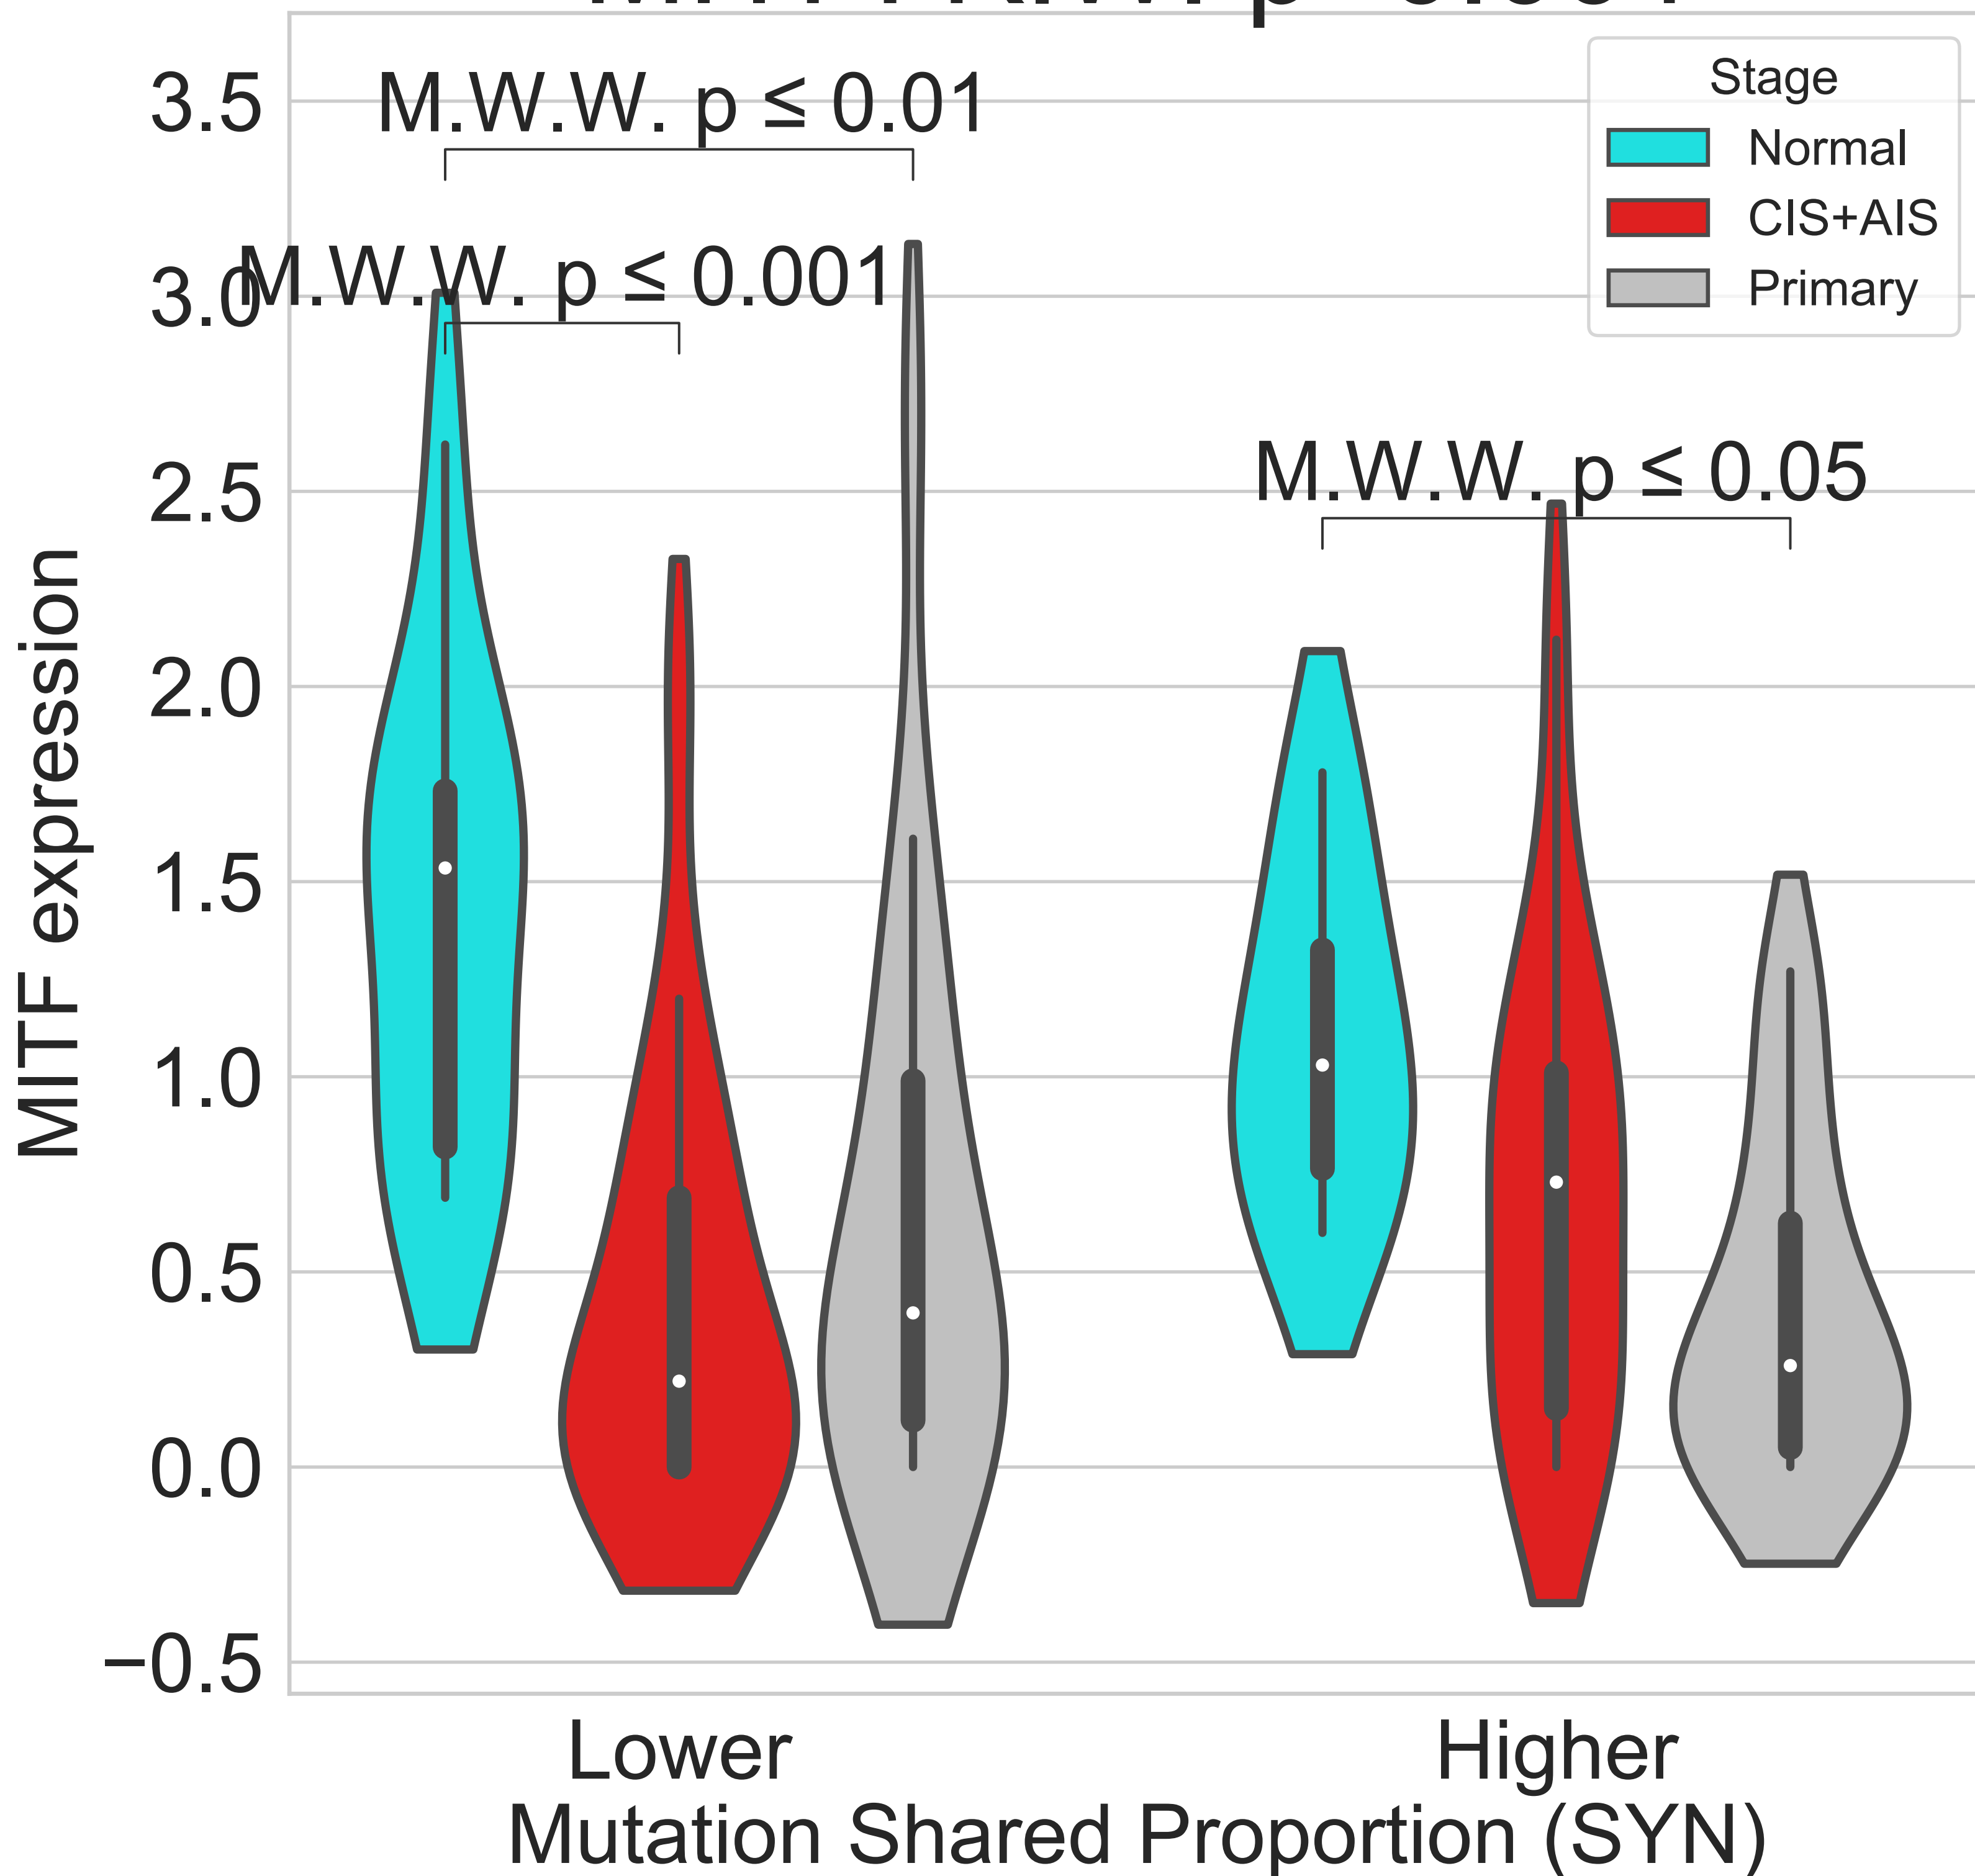 Stage
Normal
CIS+AIS
Primary
M.W.W. p ≤ 0.01
M.W.W. p ≤ 0.001
M.W.W. p ≤ 0.05
3.5
3.0
2.5
2.0
1.5
1.0
0.5
0.0
−0.5
MITF expression
Lower
Higher
Mutation Shared Proportion (SYN)